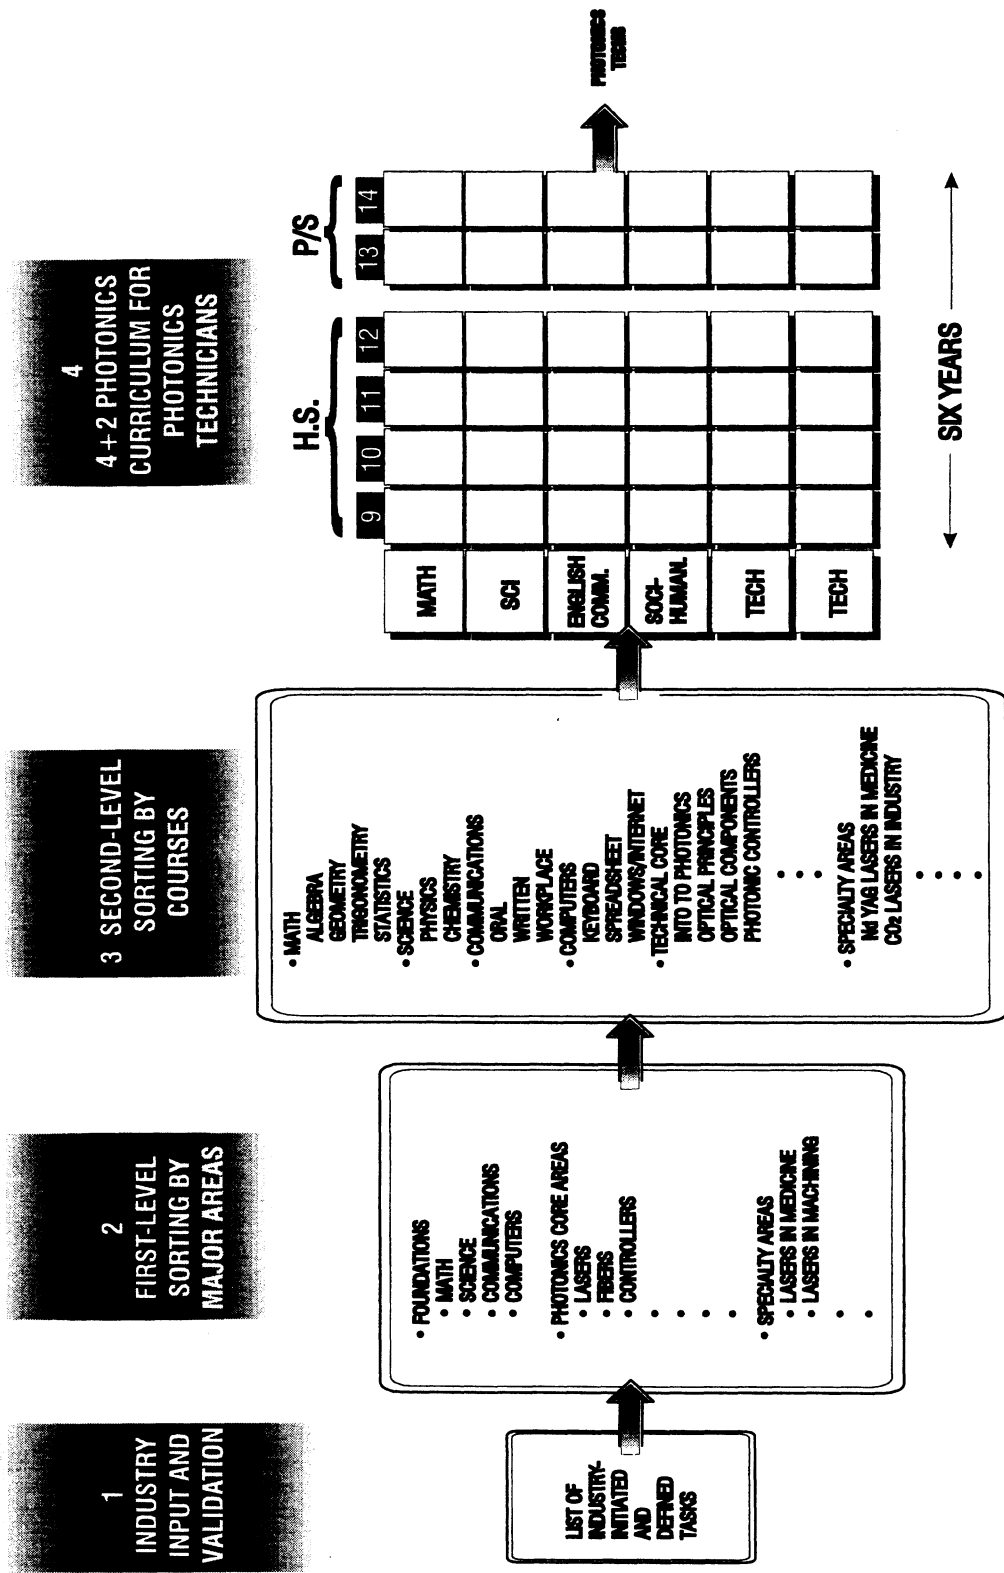 1
INDUSTRY
INPUT AND
VALIDATION
LIST OF
INDUSTRY-
INITIATED
AND
DEFINED
TASKS
2
FIRST-LEVEL
SORTING BY
MAJOR AREAS
• FOUNDATIONS
• MATH
• SCIENCE
• COMMUNICATIONS
• COMPUTERS
• PHOTONICS CORE AREAS
• LASERS
• FIBERS
• CONTROLLERS
•
•
•
•
• SPECIALTY AREAS
• LASERS IN MEDICINE
• LASERS IN MACHINING
•
•
3 SECOND-LEVEL
SORTING BY
COURSES
• MATH
ALGEBRA
GEOMETRY
TRIGONOMETRY
STATISTICS
• SCIENCE
PHYSICS
CHEMISTRY
• COMMUNICATIONS
ORAL
WRITTEN
WORKPLACE
• COMPUTERS
KEYBOARD
SPREADSHEET
WINDOWS/INTERNET
• TECHNICAL CORE
INTO TO PHOTONICS
OPTICAL PRINCIPLES
OPTICAL COMPONENTS
PHOTONIC CONTROLLERS
•
•
•
• SPECIALTY AREAS
Nd YAG LASERS IN MEDICINE
CO₂ LASERS IN INDUSTRY
•
•
•
•
4
4+2 PHOTONICS
CURRICULUM FOR
PHOTONICS
TECHNICIANS
H.S. P/S
9 10 11 12 13 14
MATH
SCI
ENGLISH
COMM.
SOCI-
HUMAN.
TECH
TECH
SIX YEARS
PHOTONICS
TECHS